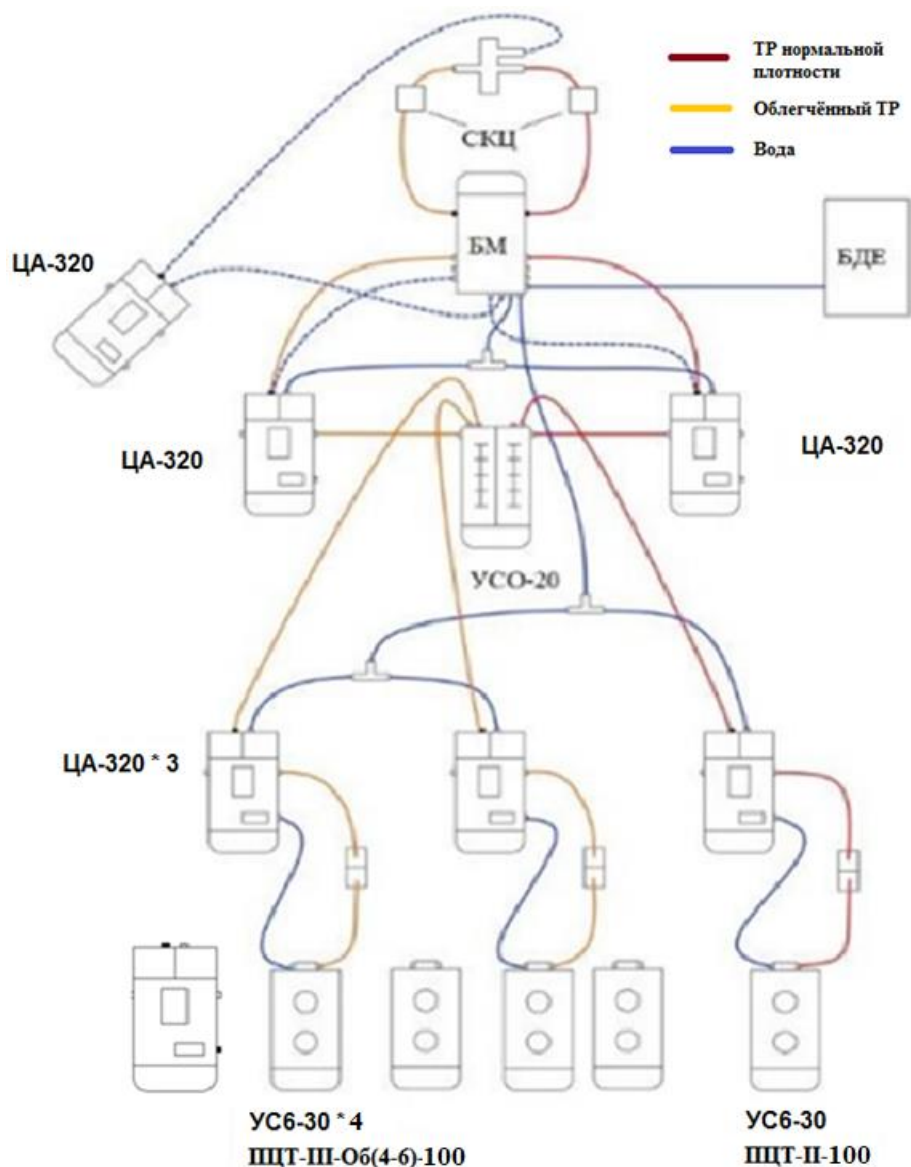 ТР нормальной
плотности
Облегчённый ТР
Вода
СКЦ
БМ
БДЕ
ЦА-320
ЦА-320
ЦА-320
УСО-20
ЦА-320 * 3
УС6-30 * 4
ПЦТ-III-Об(4-6)-100
УС6-30
ПЦТ-II-100